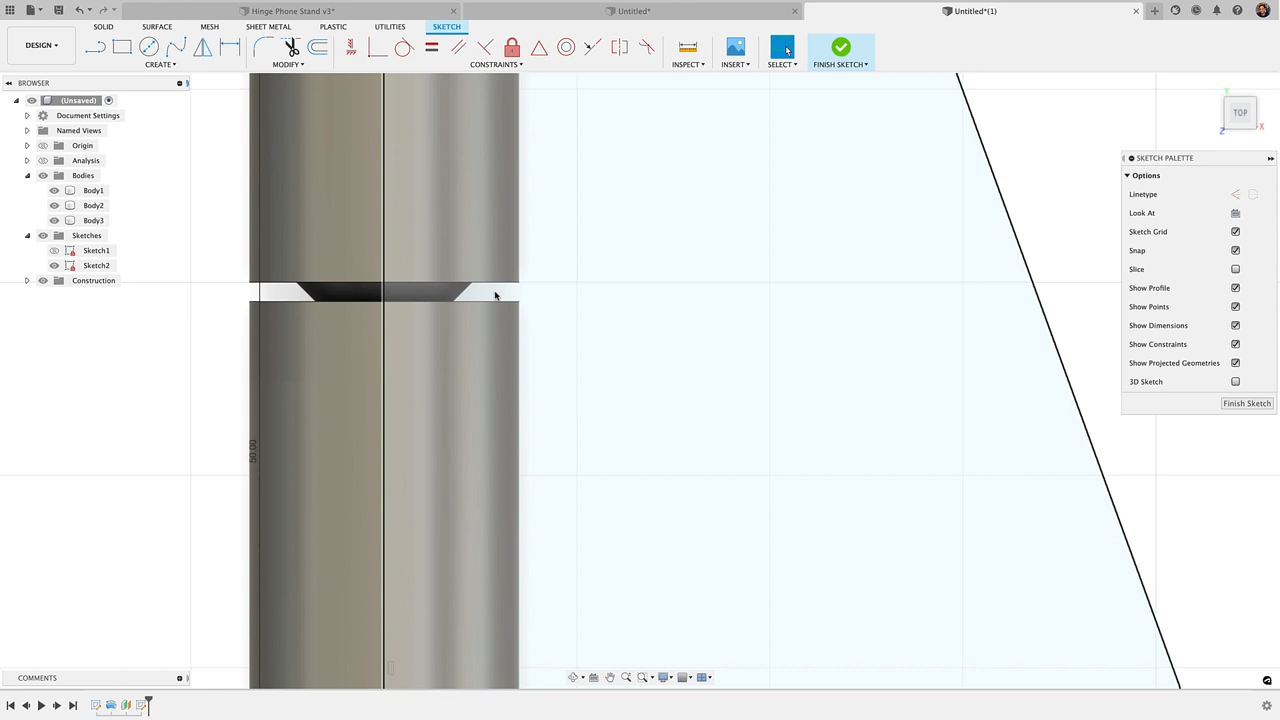 Hinge Phone Stand v3*
Untitled*
Untitled*(1)
SOLID SURFACE MESH SHEET METAL PLASTIC UTILITIES SKETCH
DESIGN
CREATE MODIFY CONSTRAINTS INSPECT INSERT SELECT FINISH SKETCH
BROWSER
(Unsaved)
Document Settings
Named Views
Origin
Analysis
Bodies
Body1
Body2
Body3
Sketches
Sketch1
Sketch2
Construction
50.00
TOP
X
Z
SKETCH PALETTE
Options
Linetype
Look At
Sketch Grid
Snap
Slice
Show Profile
Show Points
Show Dimensions
Show Constraints
Show Projected Geometries
3D Sketch
Finish Sketch
COMMENTS